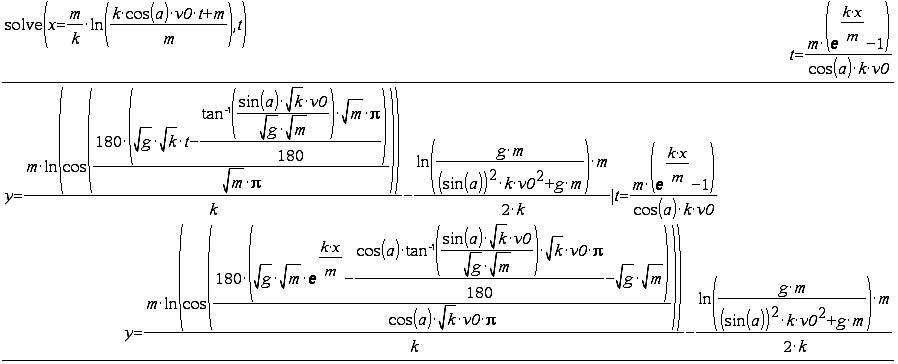 solve(x=m/k·ln((k·cos(a)·v0·t+m)/m),t)
t=(m·(e^(k·x/m)−1))/(cos(a)·k·v0)
y=(m·ln(cos((180·(√g·√k·t−(tan⁻¹((sin(a)·√k·v0)/(√g·√m))·√m·π)/180))/(√m·π))))/k−(ln((g·m)/((sin(a))²·k·v0²+g·m))·m)/(2·k)|t=(m·(e^(k·x/m)−1))/(cos(a)·k·v0)
y=(m·ln(cos((180·(√g·√m·e^(k·x/m)−(cos(a)·tan⁻¹((sin(a)·√k·v0)/(√g·√m))·√k·v0·π)/180−√g·√m))/(cos(a)·√k·v0·π))))/k−(ln((g·m)/((sin(a))²·k·v0²+g·m))·m)/(2·k)